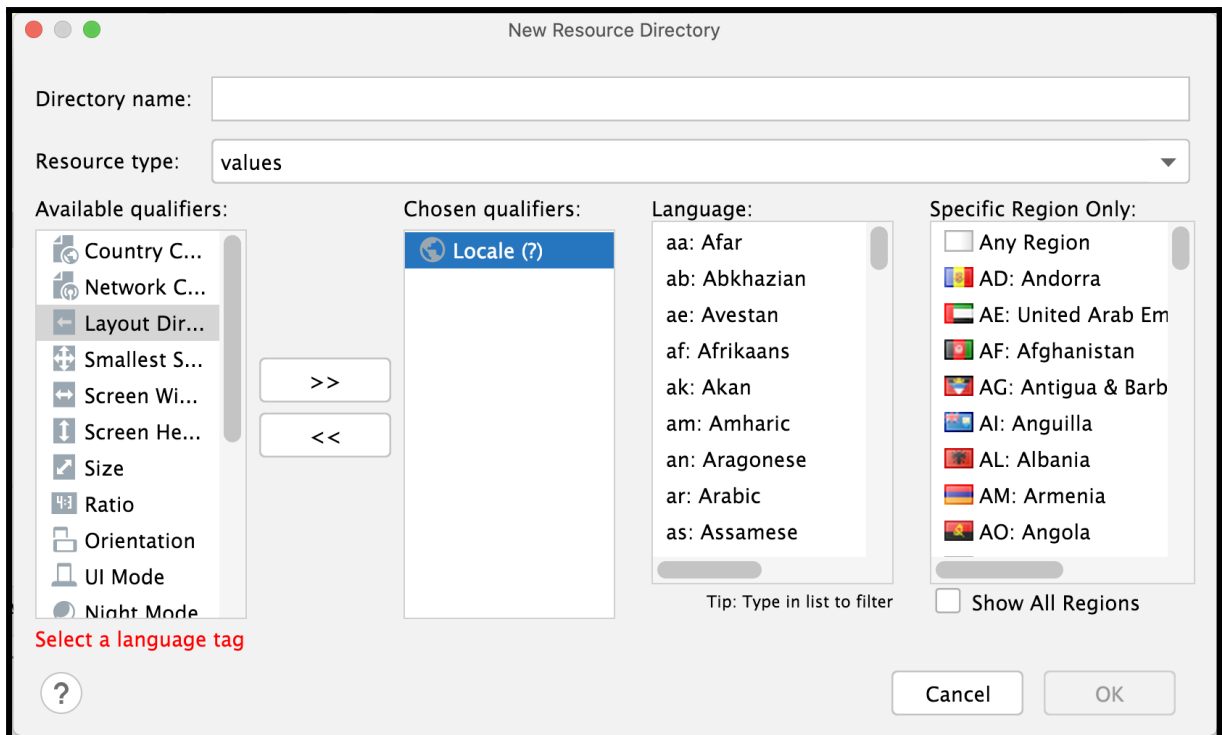 New Resource Directory
Directory name:
Resource type:
values
Available qualifiers:
Country C...
Network C...
Layout Dir...
Smallest S...
Screen Wi...
Screen He...
Size
Ratio
Orientation
UI Mode
Night Mode
Select a language tag
>>
<<
Chosen qualifiers:
Locale (?)
Language:
aa: Afar
ab: Abkhazian
ae: Avestan
af: Afrikaans
ak: Akan
am: Amharic
an: Aragonese
ar: Arabic
as: Assamese
Tip: Type in list to filter
Specific Region Only:
Any Region
AD: Andorra
AE: United Arab Em
AF: Afghanistan
AG: Antigua & Barb
AI: Anguilla
AL: Albania
AM: Armenia
AO: Angola
Show All Regions
?
Cancel
OK